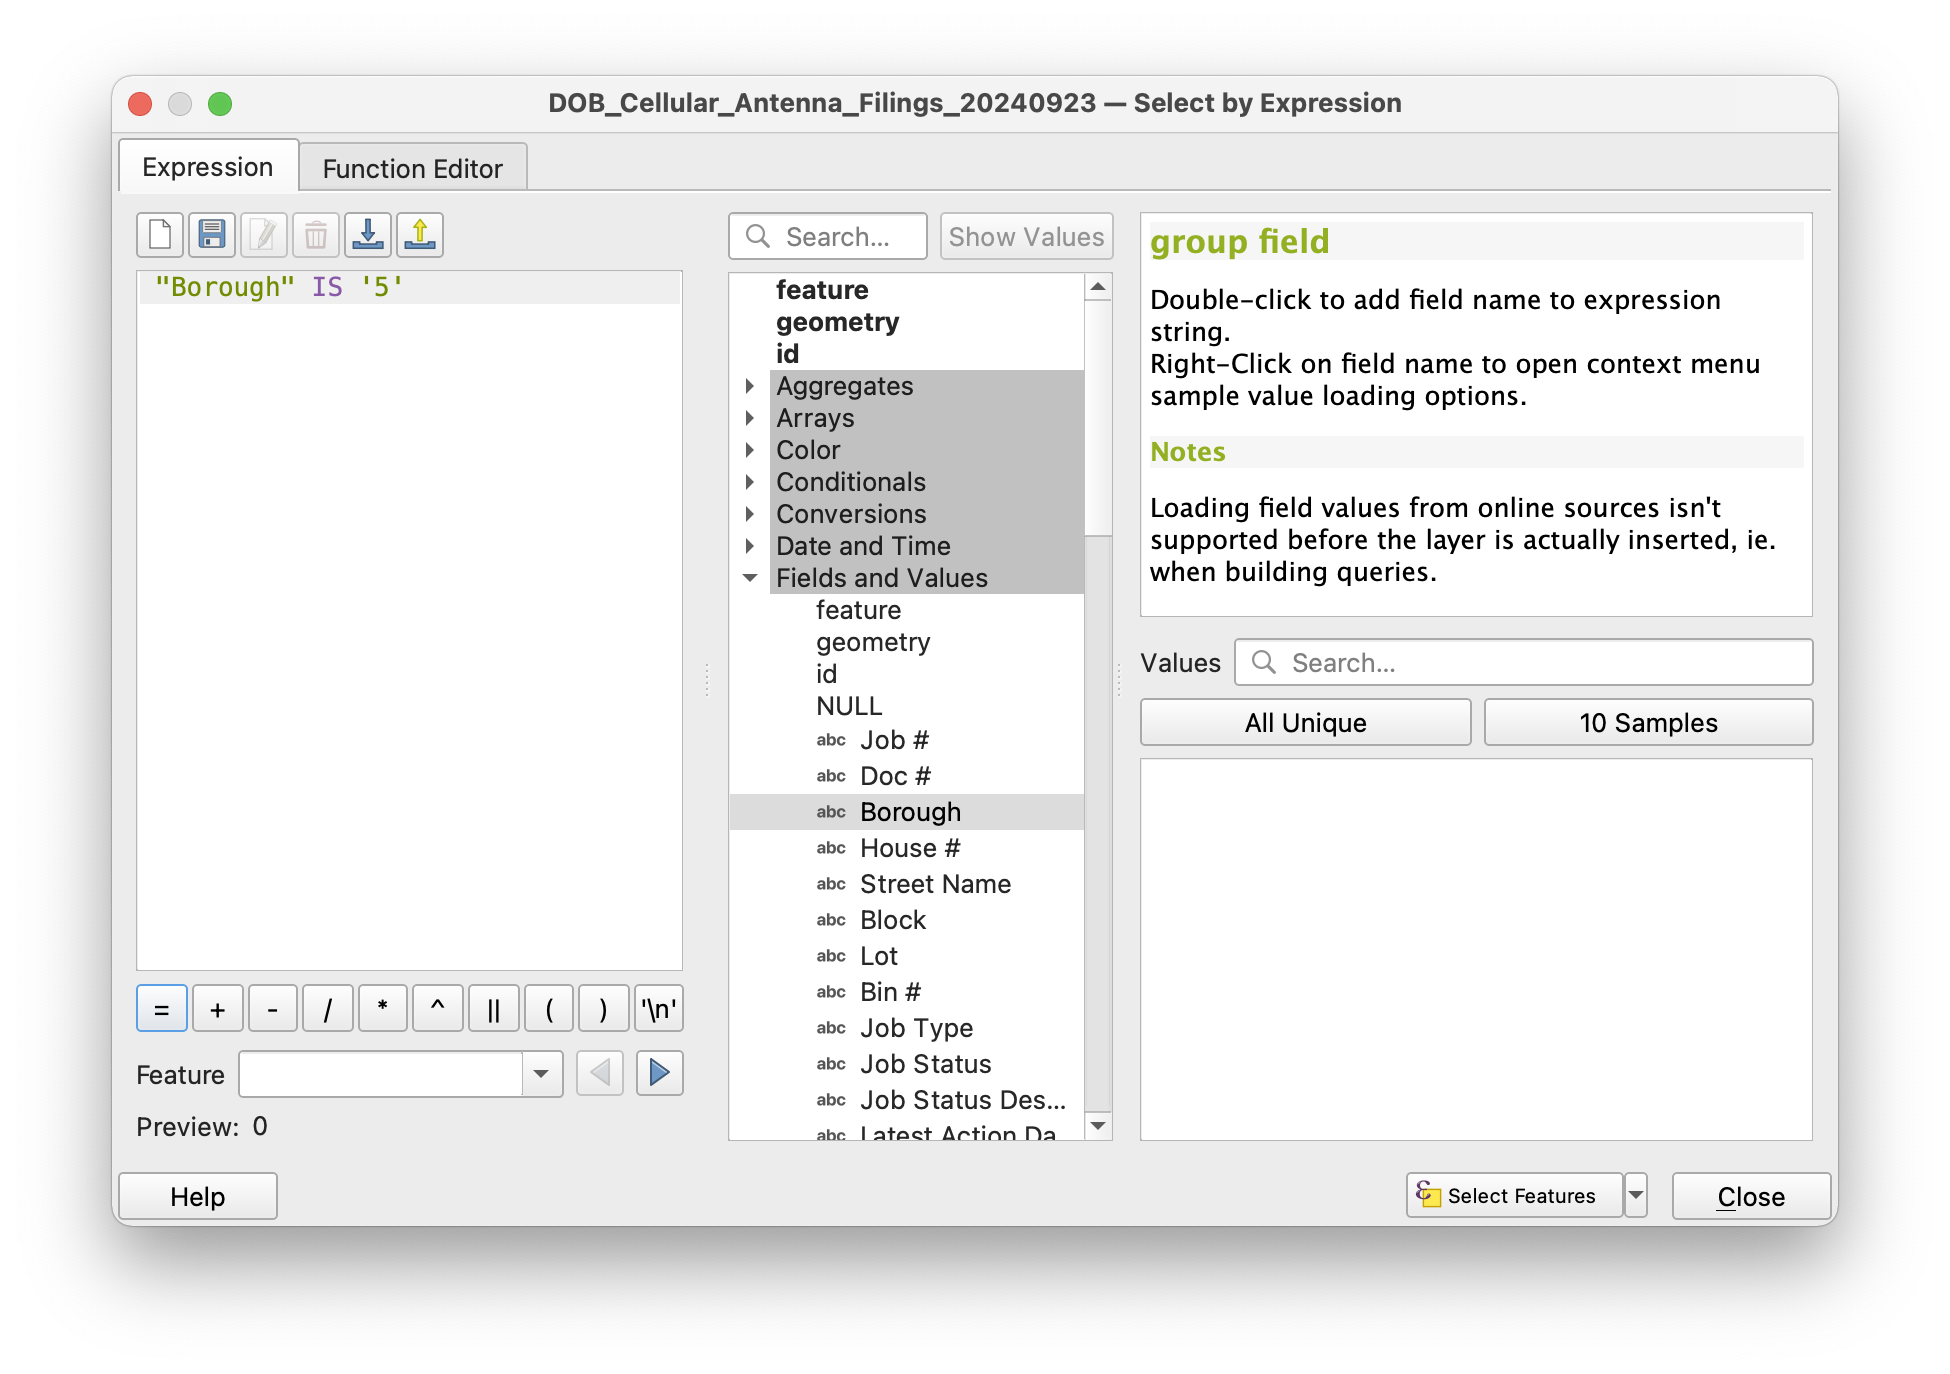 DOB_Cellular_Antenna_Filings_20240923 — Select by Expression
Expression
Function Editor
"Borough" IS '5'
=
+
-
/
*
^
||
(
)
'\n'
Feature
Preview: 0
Search...
Show Values
feature
geometry
id
Aggregates
Arrays
Color
Conditionals
Conversions
Date and Time
Fields and Values
feature
geometry
id
NULL
abc Job #
abc Doc #
abc Borough
abc House #
abc Street Name
abc Block
abc Lot
abc Bin #
abc Job Type
abc Job Status
abc Job Status Des...
abc Latest Action Da
group field
Double-click to add field name to expression
string.
Right-Click on field name to open context menu
sample value loading options.
Notes
Loading field values from online sources isn't
supported before the layer is actually inserted, ie.
when building queries.
Values
Search...
All Unique
10 Samples
Help
Select Features
Close